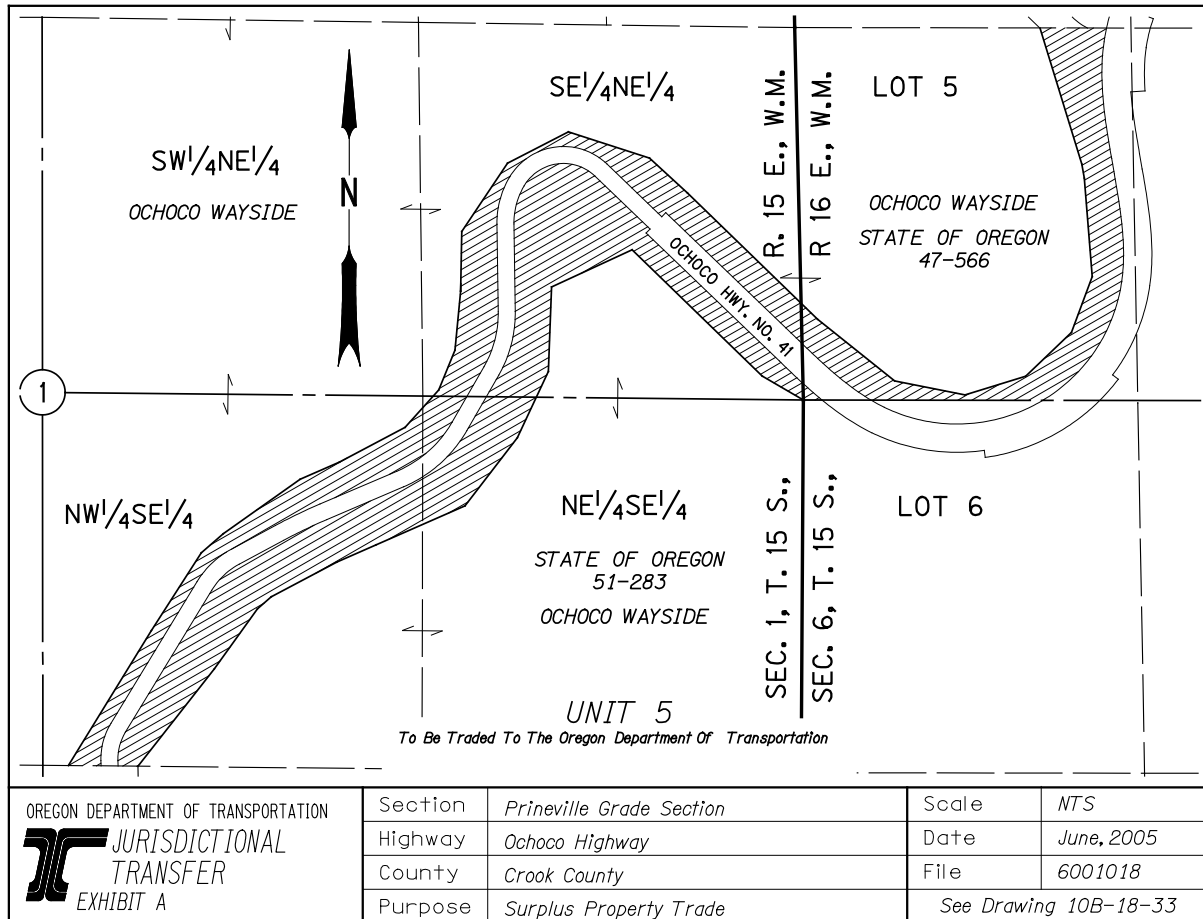 SE1/4NE1/4
LOT 5
SW1/4NE1/4
OCHOCO WAYSIDE
N
R. 15 E., W.M.
R 16 E., W.M.
OCHOCO WAYSIDE
STATE OF OREGON
47-566
OCHOCO HWY. NO. 41
1
NW1/4SE1/4
NE1/4SE1/4
LOT 6
STATE OF OREGON
51-283
OCHOCO WAYSIDE
SEC. 1, T. 15 S.,
SEC. 6, T. 15 S.,
UNIT 5
To Be Traded To The Oregon Department Of Transportation
OREGON DEPARTMENT OF TRANSPORTATION
JURISDICTIONAL
TRANSFER
EXHIBIT A
Section Prineville Grade Section
Highway Ochoco Highway
County Crook County
Purpose Surplus Property Trade
Scale NTS
Date June, 2005
File 6001018
See Drawing 10B-18-33